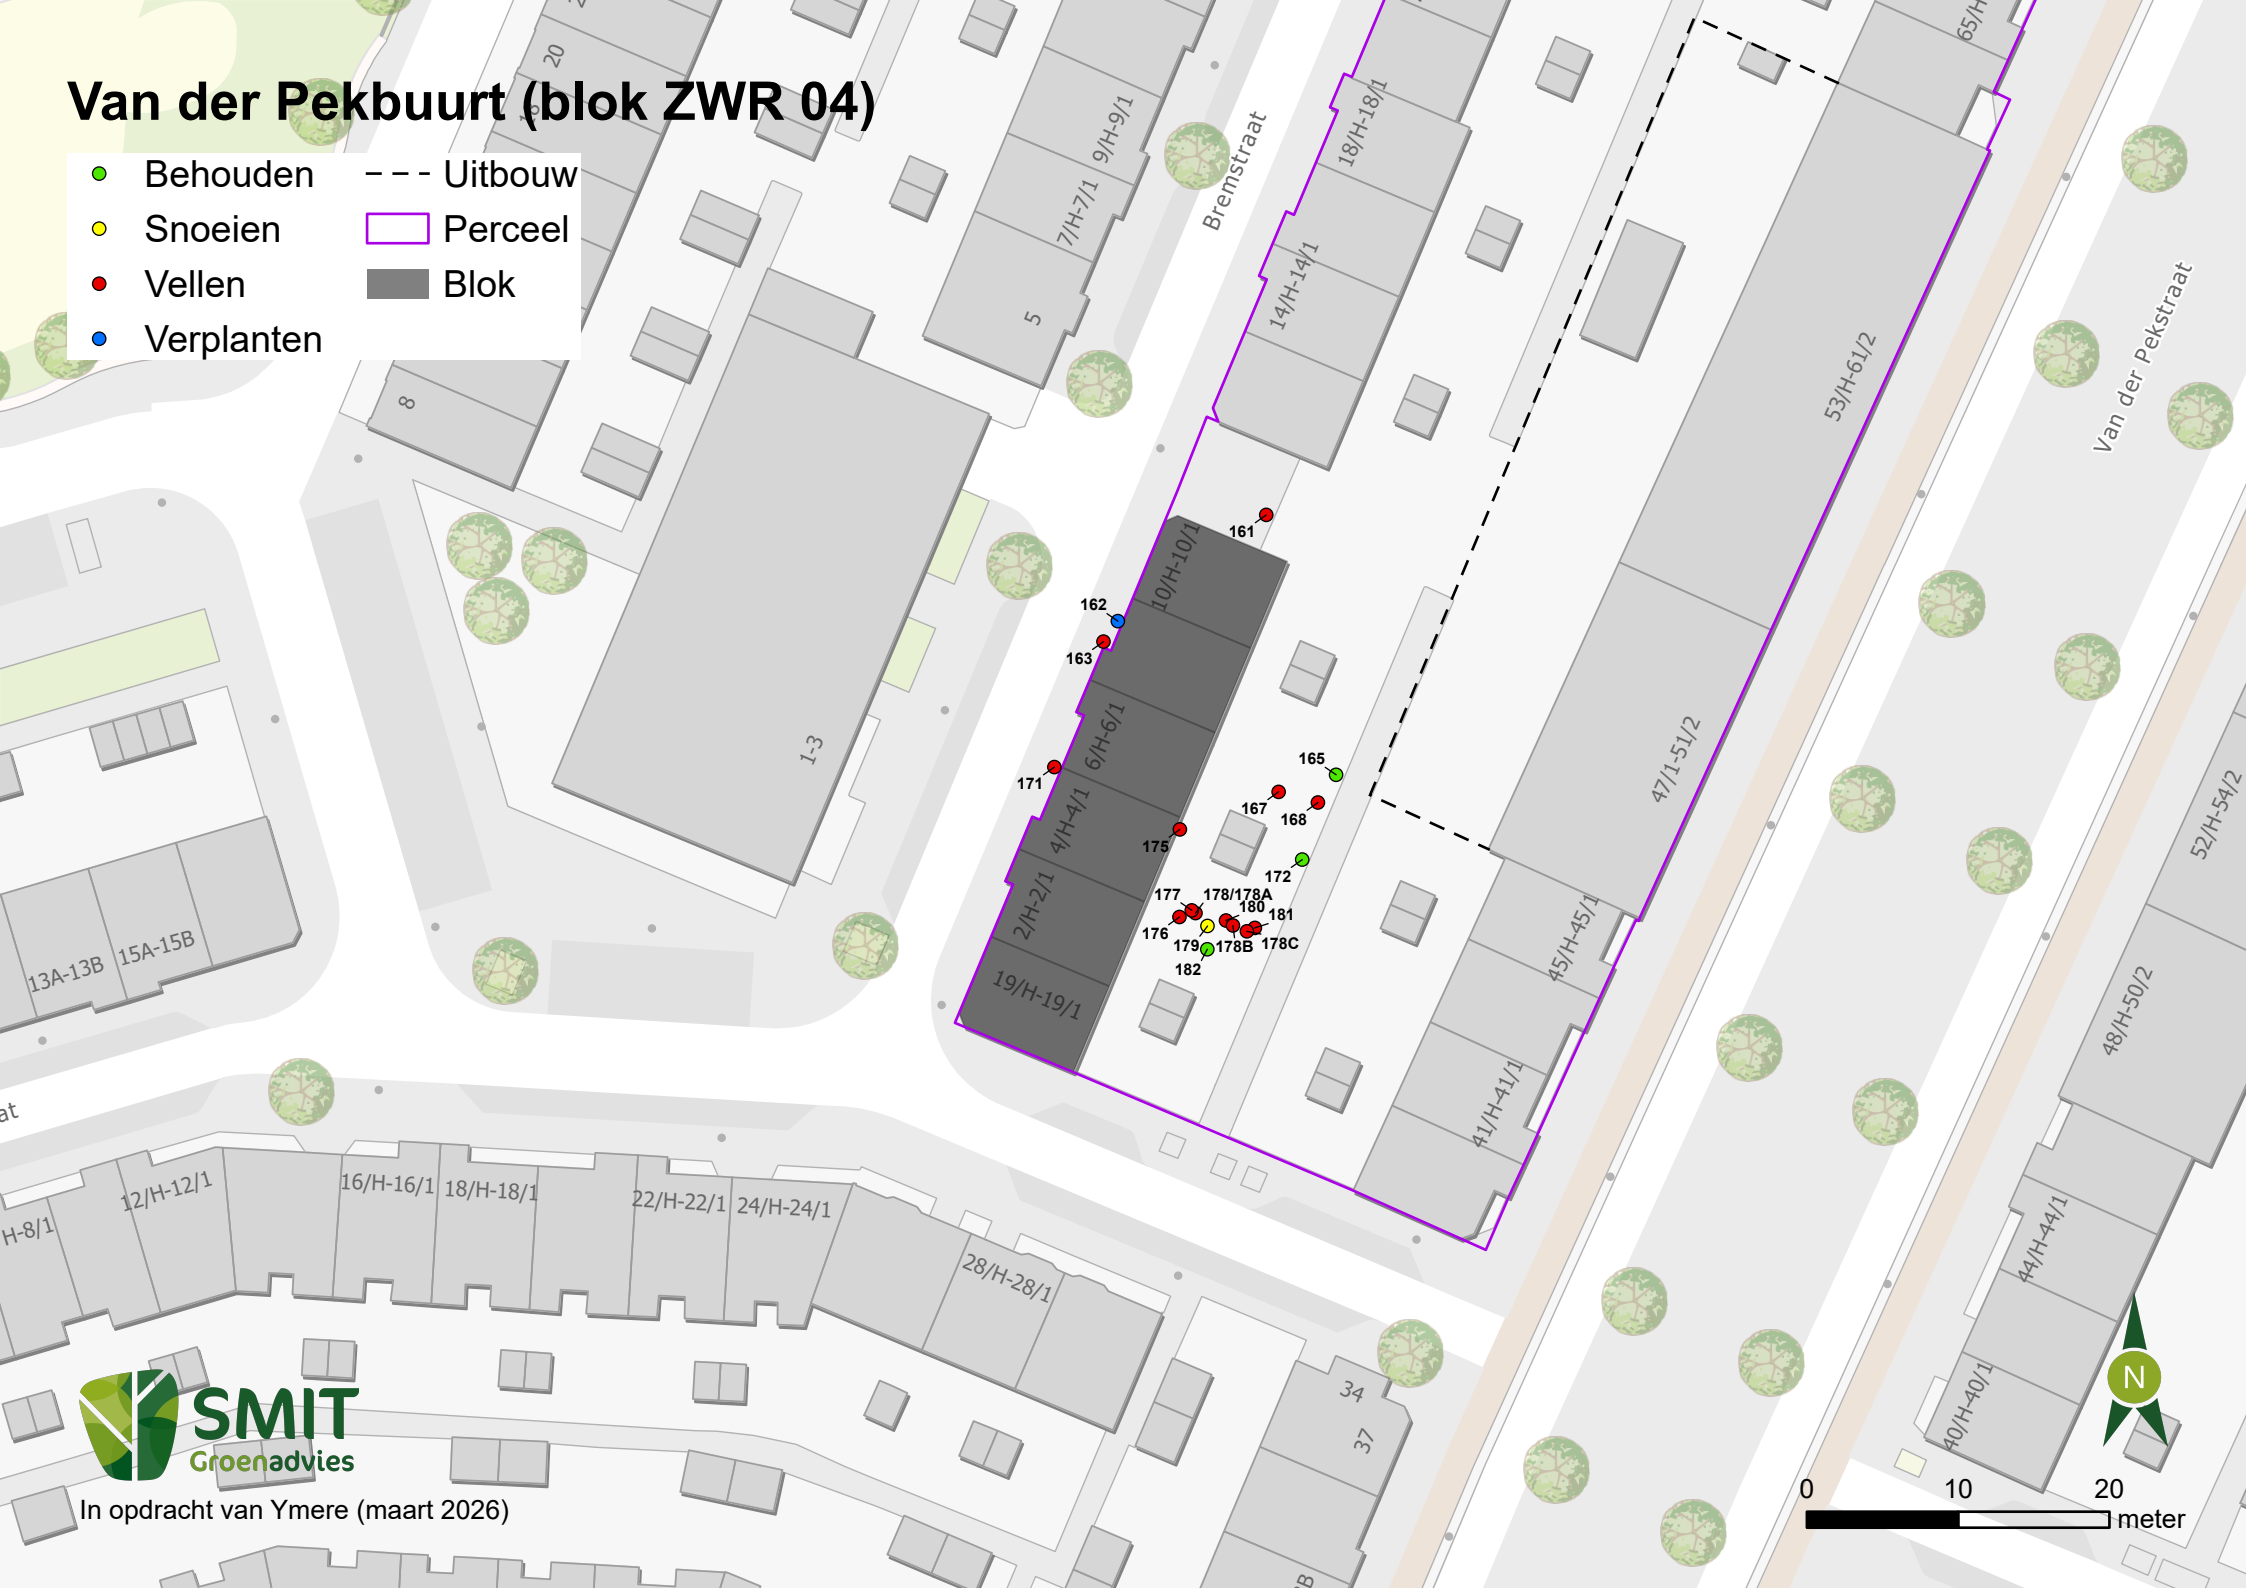 Van der Pekbuurt (blok ZWR 04)
Behouden
Snoeien
Vellen
Verplanten
Uitbouw
Perceel
Blok
20
18
8
9/H-9/1
7/H-7/1
5
1-3
Bremstraat
18/H-18/1
14/H-14/1
65/H
53/H-61/2
47/1-51/2
45/H-45/1
41/H-41/1
Van der Pekstraat
10/H-10/1
6/H-6/1
4/H-4/1
2/H-2/1
19/H-19/1
161
162
163
165
167
168
171
172
175
176
177
178/178A
179
180
178B
181
178C
182
13A-13B
15A-15B
at
H-8/1
12/H-12/1
16/H-16/1
18/H-18/1
22/H-22/1
24/H-24/1
28/H-28/1
34
37
52/H-54/2
48/H-50/2
44/H-44/1
40/H-40/1
N
SMIT
Groenadvies
In opdracht van Ymere (maart 2026)
0 10 20
meter